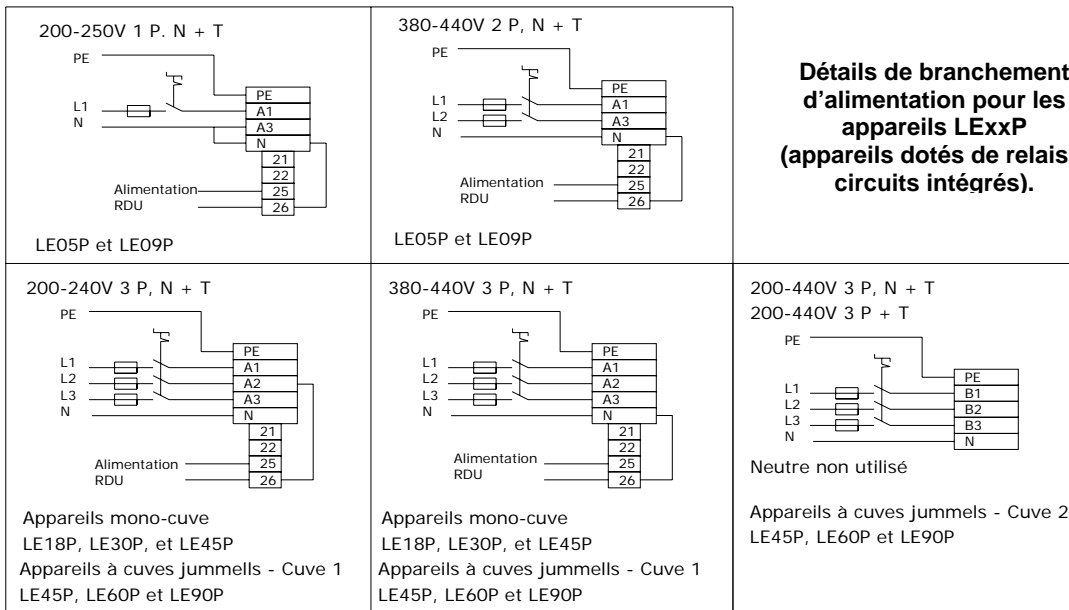 200-250V 1 P. N + T
PE
L1
N
PE
A1
A3
N
21
22
25
26
Alimentation
RDU
LE05P et LE09P
380-440V 2 P, N + T
PE
L1
L2
N
PE
A1
A3
N
21
22
25
26
Alimentation
RDU
LE05P et LE09P
Détails de branchement
d'alimentation pour les
appareils LExxP
(appareils dotés de relais
circuits intégrés).
200-240V 3 P, N + T
PE
L1
L2
L3
N
PE
A1
A2
A3
N
21
22
25
26
Alimentation
RDU
Appareils mono-cuve
LE18P, LE30P, et LE45P
Appareils à cuves jummells - Cuve 1
LE45P, LE60P et LE90P
380-440V 3 P, N + T
PE
L1
L2
L3
N
PE
A1
A2
A3
N
21
22
25
26
Alimentation
RDU
Appareils mono-cuve
LE18P, LE30P, et LE45P
Appareils à cuves jummells - Cuve 1
LE45P, LE60P et LE90P
200-440V 3 P, N + T
200-440V 3 P + T
PE
L1
L2
L3
N
PE
B1
B2
B3
N
Neutre non utilisé
Appareils à cuves jummels - Cuve 2
LE45P, LE60P et LE90P